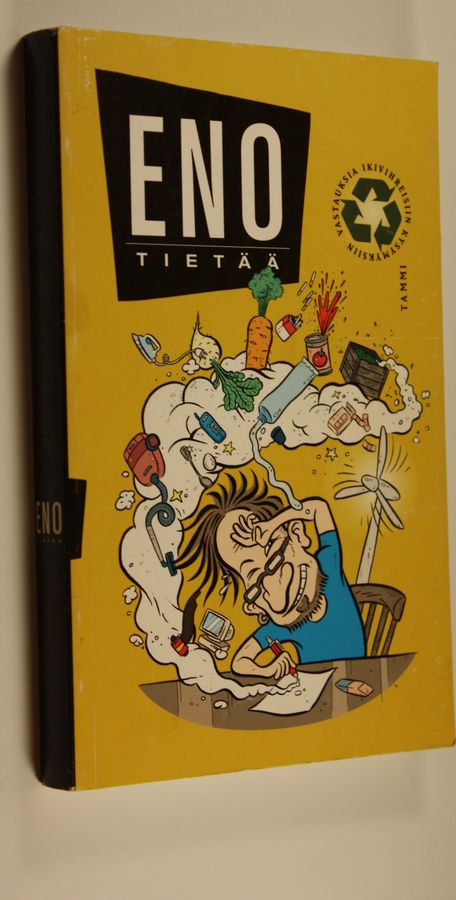 ENO
TIETÄÄ
VASTAUKSIA IKIVIHREISIIN KYSYMYKSIIN
TAMMI
ENO
TIETÄÄ